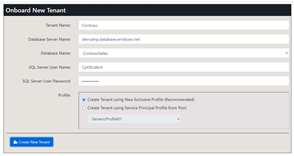 Onboard New Tenant
Tenant Name Contoso
Database Server Name devcamp.database.windows.net
Database Name ContosoSales
SQL Server User Name CptStudent
SQL Server User Password ••••••••••
Profile: Create Tenant using New Exclusive Profile (Recommended)
Create Tenant using Service Principal Profile from Pool
GenericProfile01
Create New Tenant